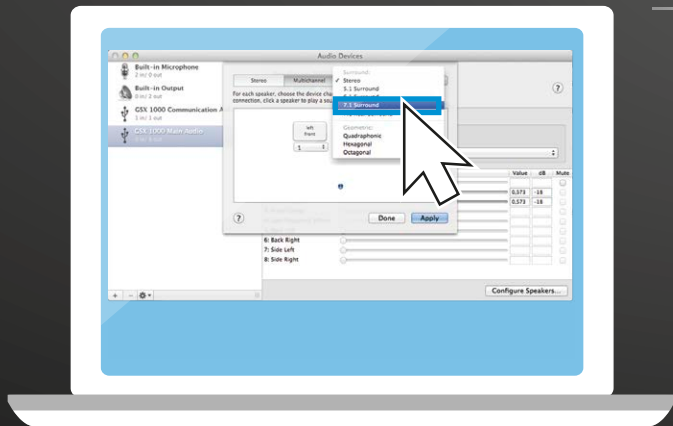 Audio Devices
Built-in Microphone
2 in/ 0 out
Built-in Output
0 in/ 2 out
GSX 1000 Communication A
1 in/ 1 out
GSX 1000 Main Audio
Stereo
Multichannel
For each speaker, choose the device cha
connection, click a speaker to play a sou
left
front
1
Surround:
✓ Stereo
5.1 Surround
7.1 Surround
Geometric:
Quadraphonic
Hexagonal
Octagonal
?
?
Done
Apply
Value
dB
Mute
0,573
-18
0,573
-18
6: Back Right
7: Side Left
8: Side Right
+
-
Configure Speakers...